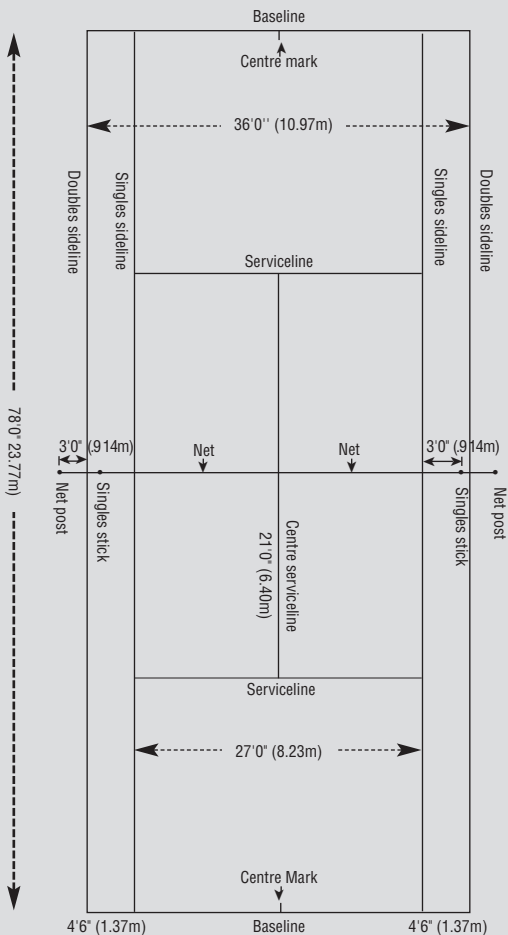 Baseline
Centre mark
36'0'' (10.97m)
Doubles sideline
Singles sideline
Singles sideline
Doubles sideline
Serviceline
78'0" 23.77m)
3'0" (.914m)
Net
Net
3'0" (.914m)
Net post
Singles stick
Singles stick
Net post
Centre serviceline
21'0" (6.40m)
Serviceline
27'0" (8.23m)
Centre Mark
4'6" (1.37m)
Baseline
4'6" (1.37m)